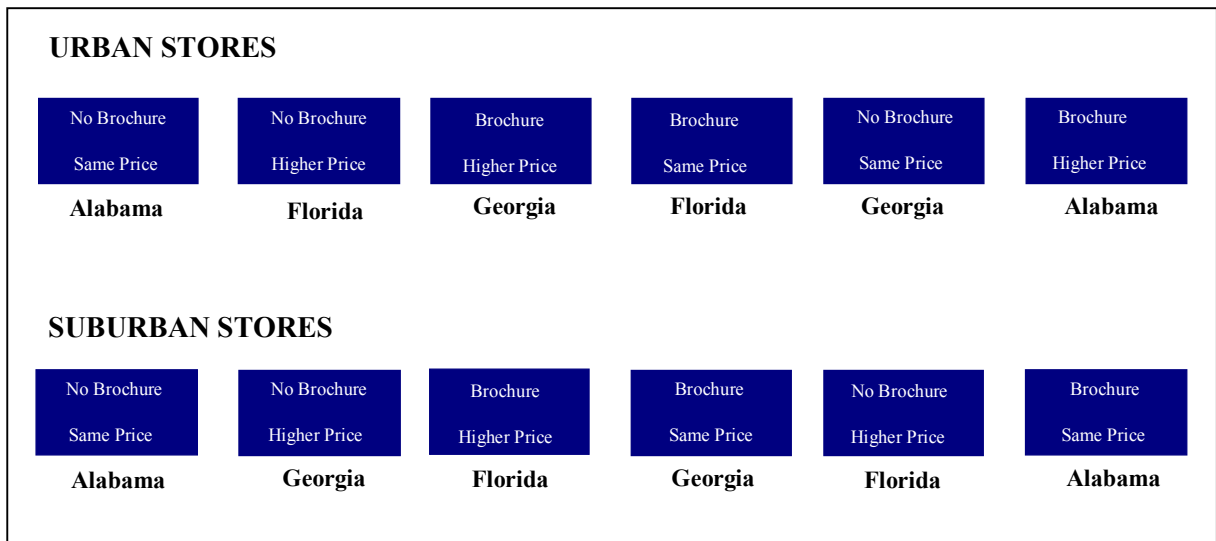 URBAN STORES
No Brochure
Same Price
Alabama
No Brochure
Higher Price
Florida
Brochure
Higher Price
Georgia
Brochure
Same Price
Florida
No Brochure
Same Price
Georgia
Brochure
Higher Price
Alabama
SUBURBAN STORES
No Brochure
Same Price
Alabama
No Brochure
Higher Price
Georgia
Brochure
Higher Price
Florida
Brochure
Same Price
Georgia
No Brochure
Higher Price
Florida
Brochure
Same Price
Alabama